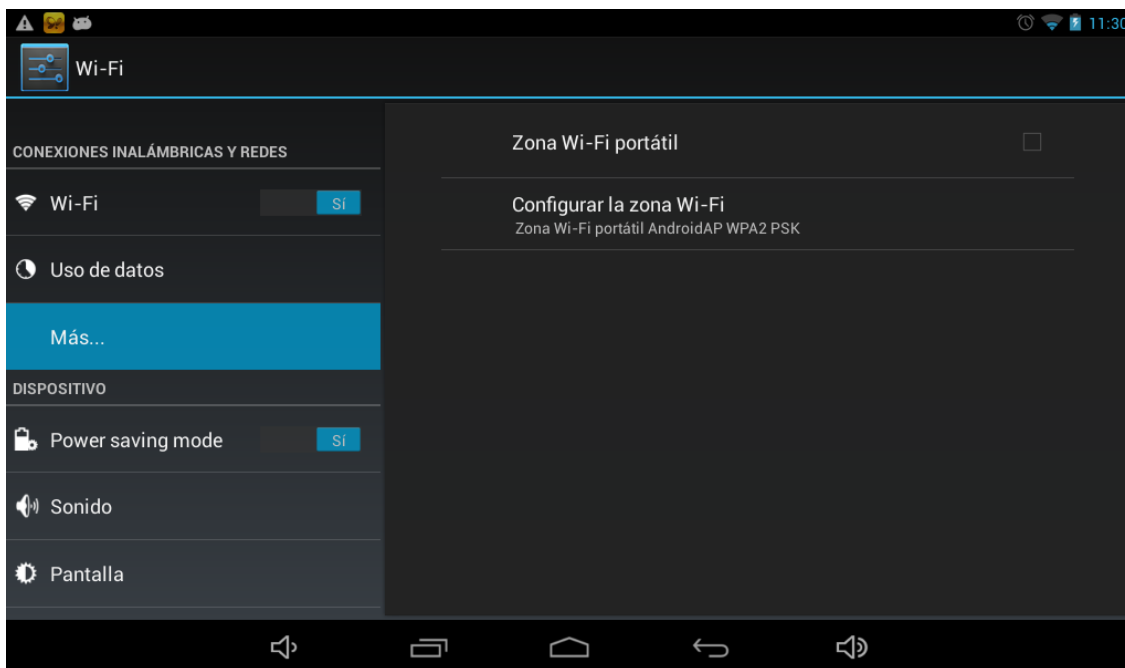 11:30
Wi-Fi
CONEXIONES INALÁMBRICAS Y REDES
Wi-Fi
Sí
Uso de datos
Más...
DISPOSITIVO
Power saving mode
Sí
Sonido
Pantalla
Zona Wi-Fi portátil
Configurar la zona Wi-Fi
Zona Wi-Fi portátil AndroidAP WPA2 PSK